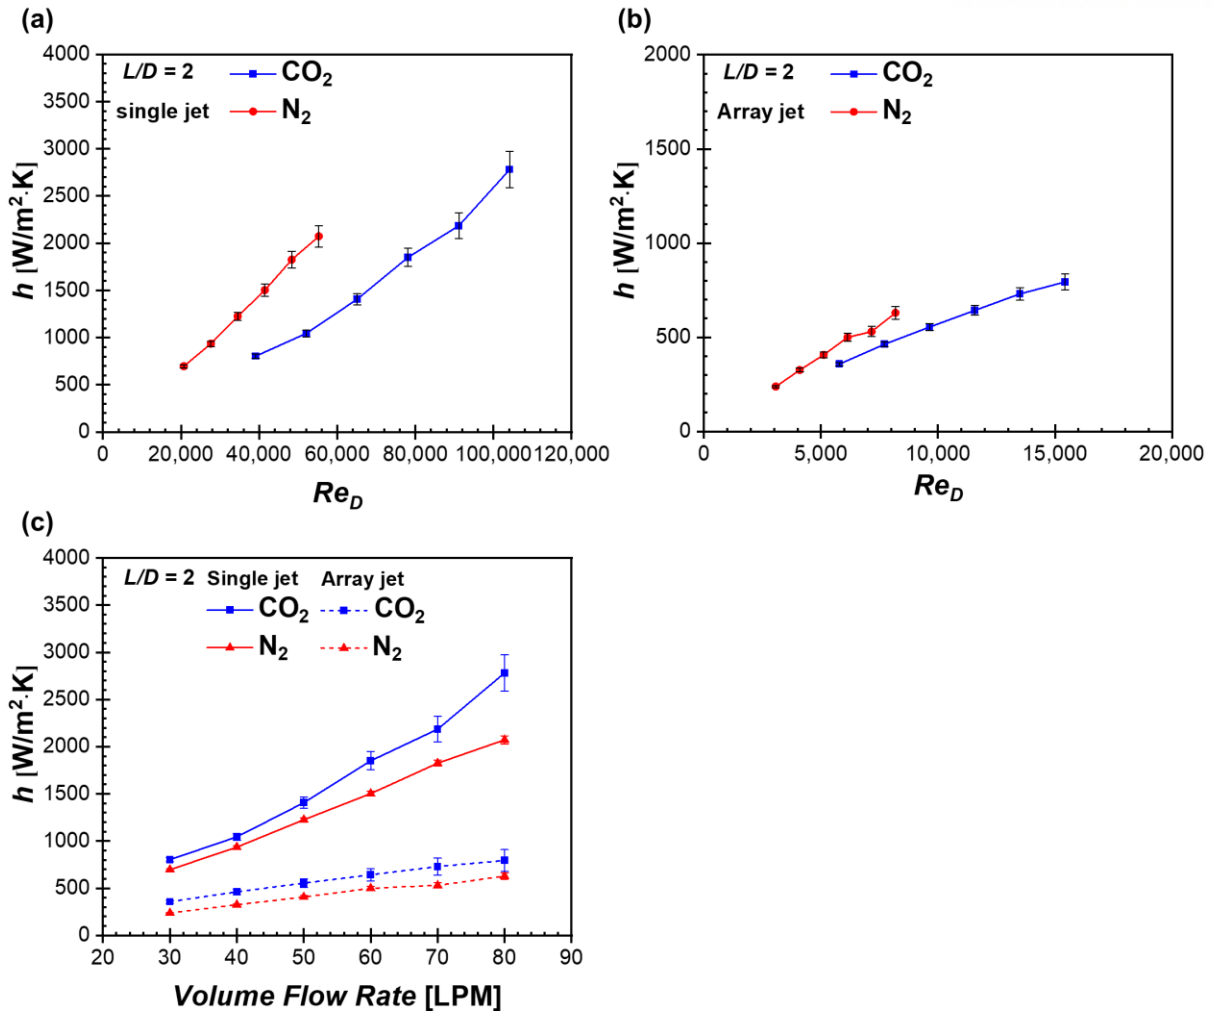 (a)
L/D = 2
CO₂
single jet
N₂
4000
3500
3000
2500
2000
1500
1000
500
0
h [W/m²·K]
0 20,000 40,000 60,000 80,000 100,000 120,000
Re_D
(b)
L/D = 2
CO₂
Array jet
N₂
2000
1500
1000
500
0
h [W/m²·K]
0 5,000 10,000 15,000 20,000
Re_D
(c)
L/D = 2 Single jet Array jet
CO₂ CO₂
N₂ N₂
4000
3500
3000
2500
2000
1500
1000
500
0
h [W/m²·K]
20 30 40 50 60 70 80 90
Volume Flow Rate [LPM]